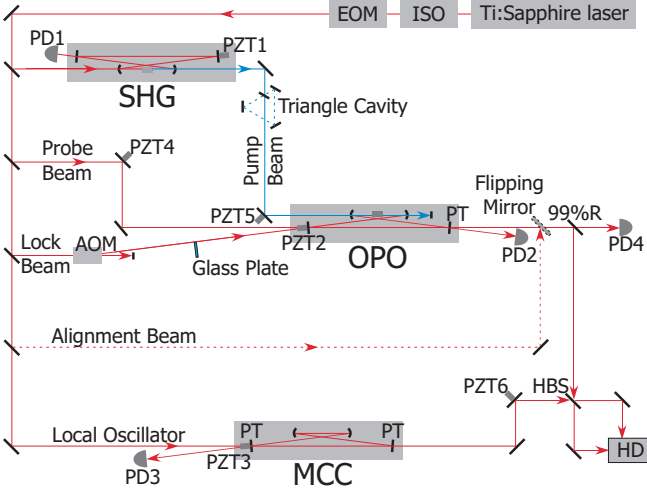 EOM
ISO
Ti:Sapphire laser
PD1
PZT1
SHG
Triangle Cavity
Pump
Beam
Probe
Beam
PZT4
Flipping
Mirror
99%R
PZT5
PT
PZT2
OPO
PD2
PD4
Lock
Beam
AOM
Glass Plate
Alignment Beam
PZT6
HBS
Local Oscillator
PT
PT
PZT3
PD3
MCC
HD